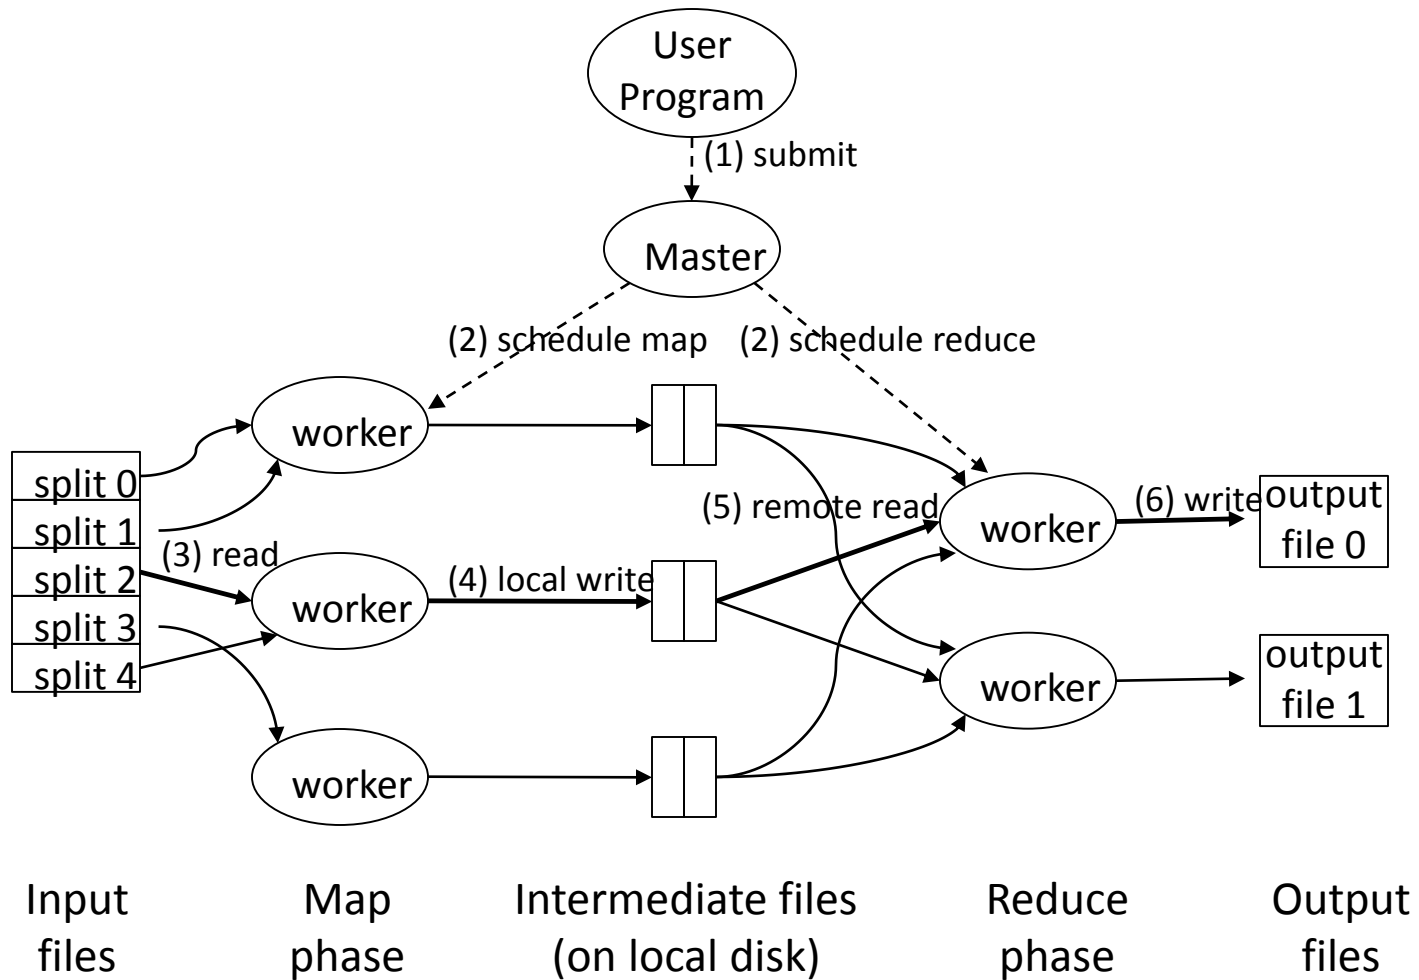 User
Program
(1) submit
Master
(2) schedule map
(2) schedule reduce
worker
split 0
split 1
split 2
split 3
split 4
(3) read
worker
(4) local write
worker
(5) remote read
worker
(6) write
output
file 0
worker
output
file 1
Input
files
Map
phase
Intermediate files
(on local disk)
Reduce
phase
Output
files